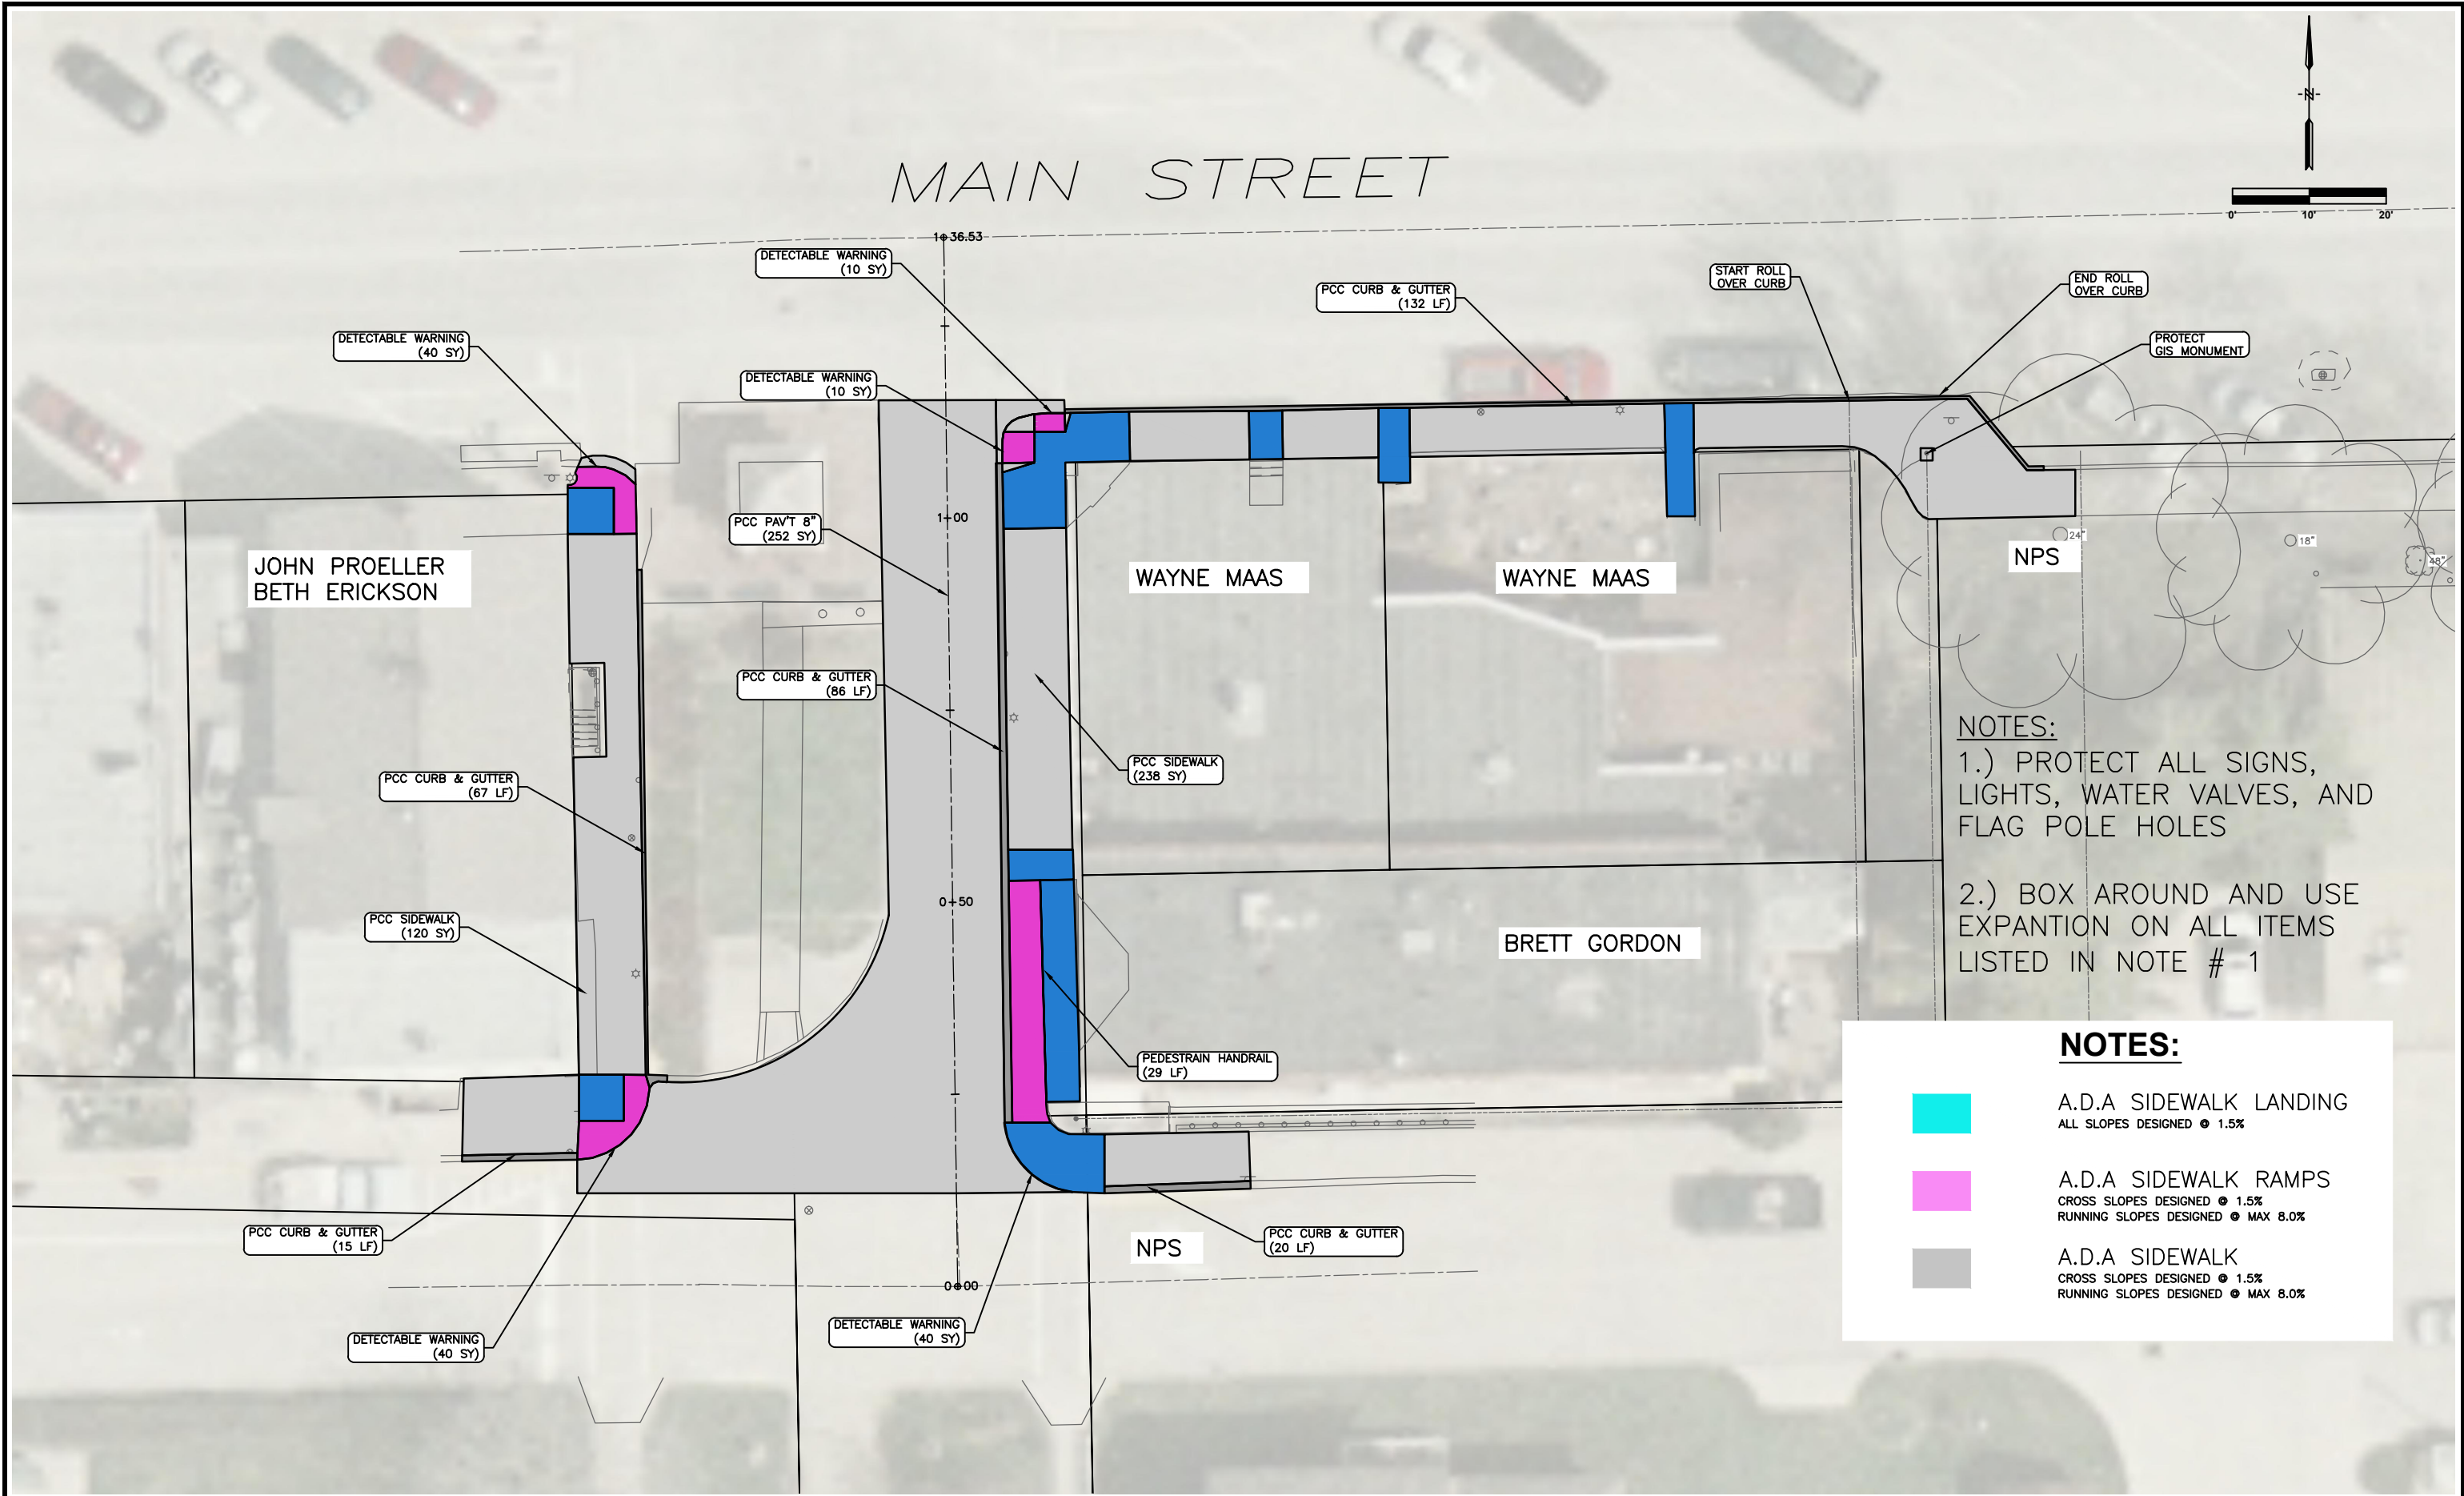 -N-
0' 10' 20'
MAIN STREET
1+36.53
DETECTABLE WARNING
(10 SY)
START ROLL
OVER CURB
END ROLL
OVER CURB
PCC CURB & GUTTER
(132 LF)
DETECTABLE WARNING
(40 SY)
PROTECT
GIS MONUMENT
DETECTABLE WARNING
(10 SY)
PCC PAV'T 8"
(252 SY)
1+00
24"
18"
48"
JOHN PROELLER
BETH ERICKSON
WAYNE MAAS
WAYNE MAAS
NPS
PCC CURB & GUTTER
(86 LF)
PCC SIDEWALK
(238 SY)
PCC CURB & GUTTER
(67 LF)
NOTES:
1.) PROTECT ALL SIGNS,
LIGHTS, WATER VALVES, AND
FLAG POLE HOLES
2.) BOX AROUND AND USE
EXPANTION ON ALL ITEMS
LISTED IN NOTE # 1
0+50
PCC SIDEWALK
(120 SY)
BRETT GORDON
PEDESTRAIN HANDRAIL
(29 LF)
NOTES:
A.D.A SIDEWALK LANDING
ALL SLOPES DESIGNED @ 1.5%
A.D.A SIDEWALK RAMPS
CROSS SLOPES DESIGNED @ 1.5%
RUNNING SLOPES DESIGNED @ MAX 8.0%
A.D.A SIDEWALK
CROSS SLOPES DESIGNED @ 1.5%
RUNNING SLOPES DESIGNED @ MAX 8.0%
PCC CURB & GUTTER
(15 LF)
NPS
PCC CURB & GUTTER
(20 LF)
0+00
DETECTABLE WARNING
(40 SY)
DETECTABLE WARNING
(40 SY)